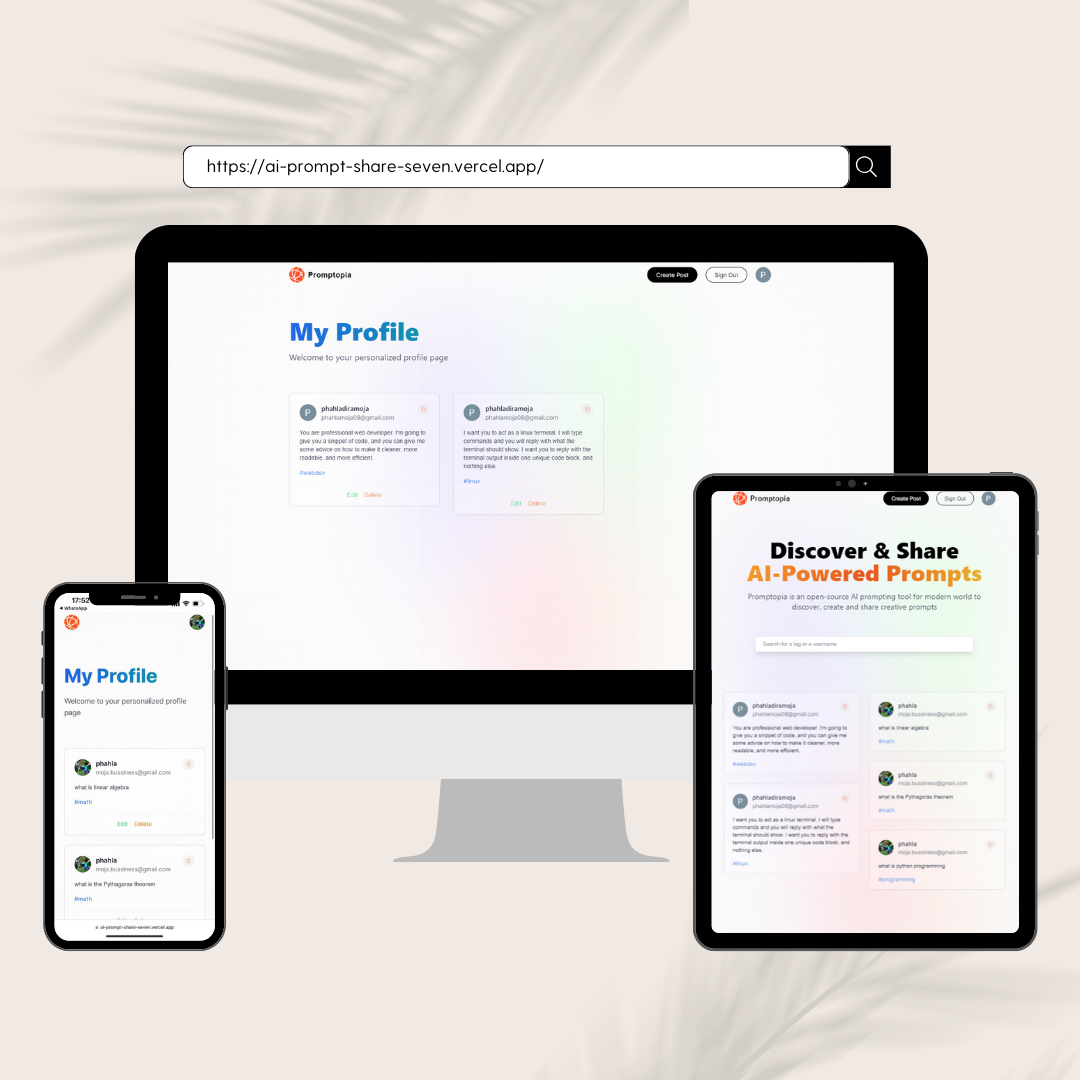 https://ai-prompt-share-seven.vercel.app/
Promptopia
Create Post
Sign Out
P
My Profile
Welcome to your personalized profile page
P
phahladiramoja
phahlamoja08@gmail.com
You are professional web developer. I'm going to
give you a snippet of code, and you can give me
some advice on how to make it cleaner, more
readable, and more efficient.
#webdev
Edit Delete
P
phahladiramoja
phahlamoja08@gmail.com
I want you to act as a linux terminal. I will type
commands and you will reply with what the
terminal should show. I want you to reply with the
terminal output inside one unique code block, and
nothing else.
#linux
Edit Delete
17:52
WhatsApp
My Profile
Welcome to your personalized profile
page
phahla
moja.bussiness@gmail.com
what is linear algebra
#math
Edit Delete
phahla
moja.bussiness@gmail.com
what is the Pythagoras theorem
#math
ai-prompt-share-seven.vercel.app
Promptopia
Create Post
Sign Out
P
Discover & Share
AI-Powered Prompts
Promptopia is an open-source AI prompting tool for modern world to
discover, create and share creative prompts
Search for a tag or a username
P
phahladiramoja
phahlamoja08@gmail.com
You are professional web developer. I'm going to
give you a snippet of code, and you can give me
some advice on how to make it cleaner, more
readable, and more efficient.
#webdev
P
phahladiramoja
phahlamoja08@gmail.com
I want you to act as a linux terminal. I will type
commands and you will reply with what the
terminal should show. I want you to reply with the
terminal output inside one unique code block, and
nothing else.
#linux
phahla
moja.bussiness@gmail.com
what is linear algebra
#math
phahla
moja.bussiness@gmail.com
what is the Pythagoras theorem
#math
phahla
moja.bussiness@gmail.com
what is python programming
#programming